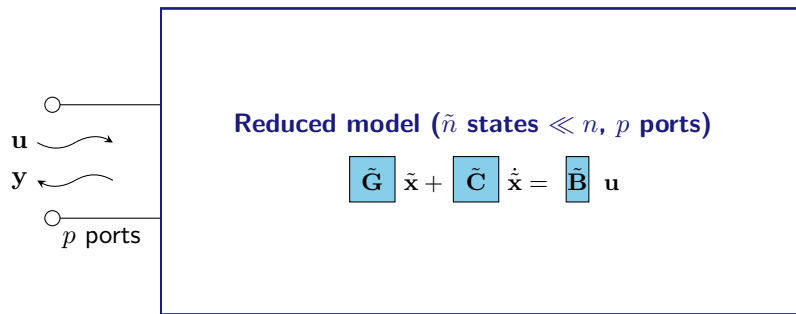 Reduced model (ñ states ≪ n, p ports)
G̃ x̃ + C̃ x̃̇ = B̃ u
u
y
p ports